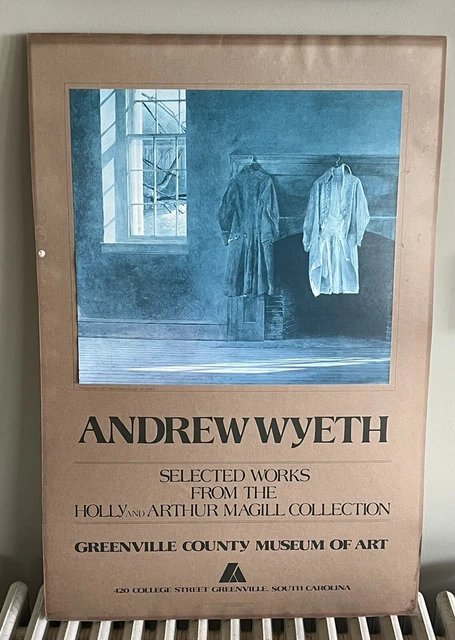 ANDREW WYETH
SELECTED WORKS
FROM THE
HOLLY AND ARTHUR MAGILL COLLECTION
GREENVILLE COUNTY MUSEUM OF ART
420 COLLEGE STREET GREENVILLE, SOUTH CAROLINA